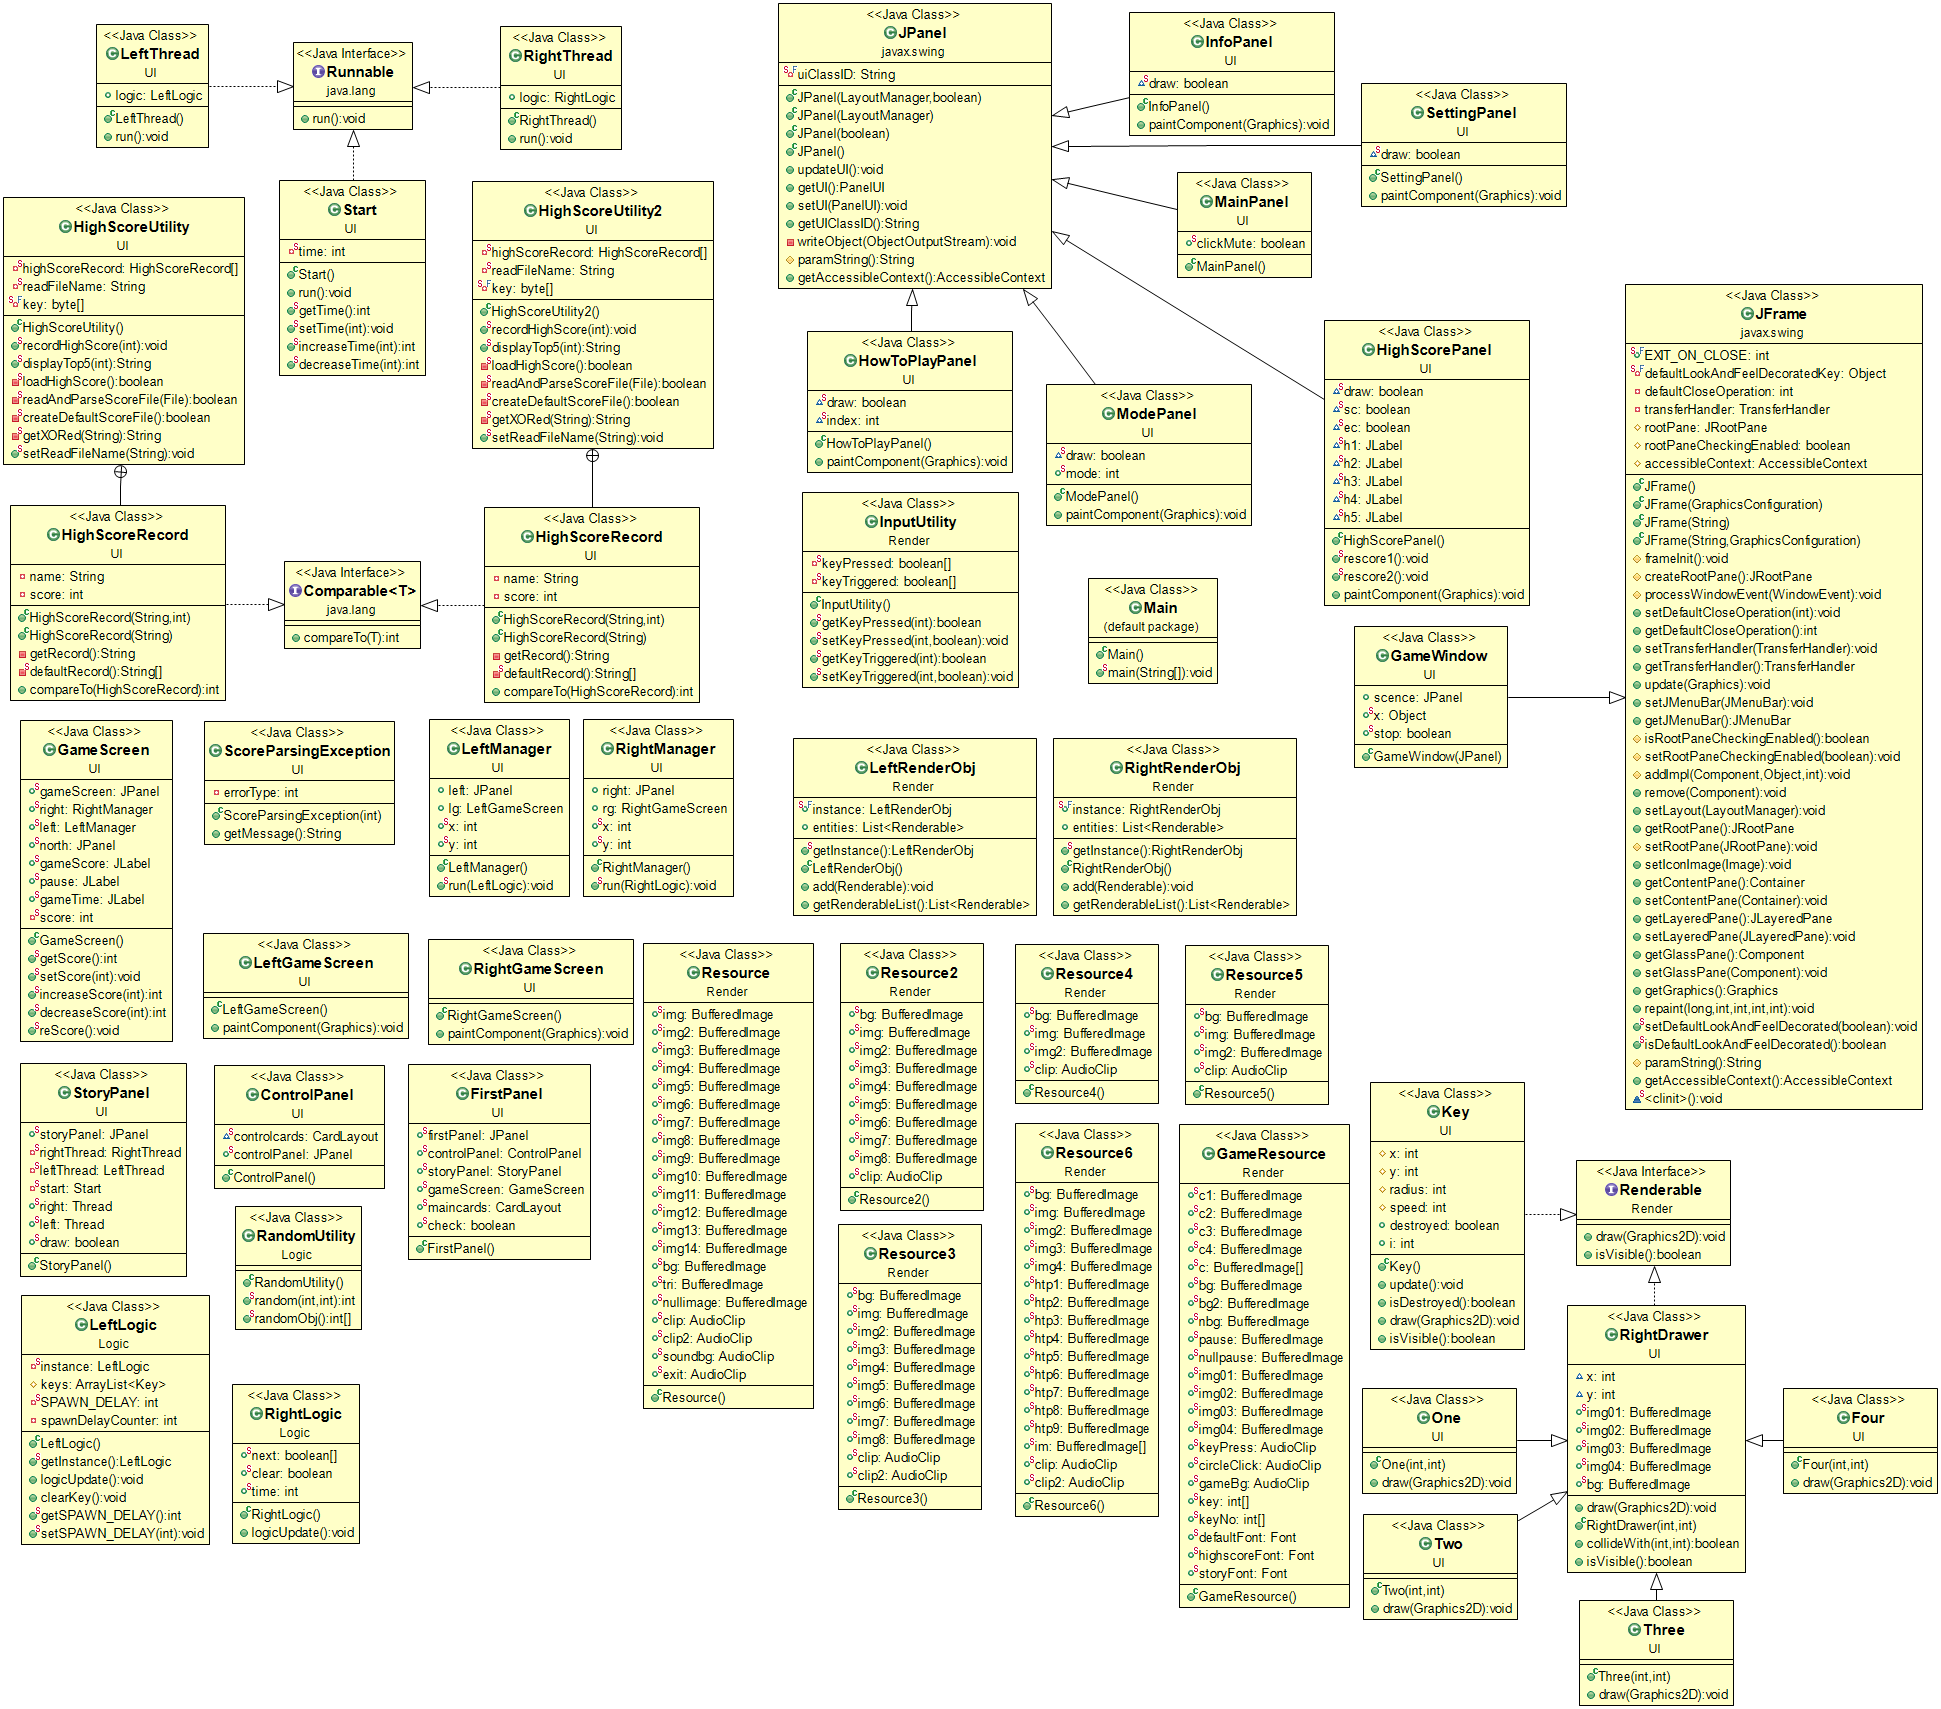 <<Java Class>>
LeftThread
UI
logic: LeftLogic
LeftThread()
run():void
<<Java Interface>>
Runnable
java.lang
run():void
<<Java Class>>
RightThread
UI
logic: RightLogic
RightThread()
run():void
<<Java Class>>
JPanel
javax.swing
uiClassID: String
JPanel(LayoutManager,boolean)
JPanel(LayoutManager)
JPanel(boolean)
JPanel()
updateUI():void
getUI():PanelUI
setUI(PanelUI):void
getUIClassID():String
writeObject(ObjectOutputStream):void
paramString():String
getAccessibleContext():AccessibleContext
<<Java Class>>
InfoPanel
UI
draw: boolean
InfoPanel()
paintComponent(Graphics):void
<<Java Class>>
SettingPanel
UI
draw: boolean
SettingPanel()
paintComponent(Graphics):void
<<Java Class>>
MainPanel
UI
clickMute: boolean
MainPanel()
<<Java Class>>
HighScoreUtility
UI
highScoreRecord: HighScoreRecord[]
readFileName: String
key: byte[]
HighScoreUtility()
recordHighScore(int):void
displayTop5(int):String
loadHighScore():boolean
readAndParseScoreFile(File):boolean
createDefaultScoreFile():boolean
getXORed(String):String
setReadFileName(String):void
<<Java Class>>
Start
UI
time: int
Start()
run():void
getTime():int
setTime(int):void
increaseTime(int):int
decreaseTime(int):int
<<Java Class>>
HighScoreUtility2
UI
highScoreRecord: HighScoreRecord[]
readFileName: String
key: byte[]
HighScoreUtility2()
recordHighScore(int):void
displayTop5(int):String
loadHighScore():boolean
readAndParseScoreFile(File):boolean
createDefaultScoreFile():boolean
getXORed(String):String
setReadFileName(String):void
<<Java Class>>
HowToPlayPanel
UI
draw: boolean
index: int
HowToPlayPanel()
paintComponent(Graphics):void
<<Java Class>>
ModePanel
UI
draw: boolean
mode: int
ModePanel()
paintComponent(Graphics):void
<<Java Class>>
HighScorePanel
UI
draw: boolean
sc: boolean
ec: boolean
h1: JLabel
h2: JLabel
h3: JLabel
h4: JLabel
h5: JLabel
HighScorePanel()
rescore1():void
rescore2():void
paintComponent(Graphics):void
<<Java Class>>
JFrame
javax.swing
EXIT_ON_CLOSE: int
defaultLookAndFeelDecoratedKey: Object
defaultCloseOperation: int
transferHandler: TransferHandler
rootPane: JRootPane
rootPaneCheckingEnabled: boolean
accessibleContext: AccessibleContext
JFrame()
JFrame(GraphicsConfiguration)
JFrame(String)
JFrame(String,GraphicsConfiguration)
frameInit():void
createRootPane():JRootPane
processWindowEvent(WindowEvent):void
setDefaultCloseOperation(int):void
getDefaultCloseOperation():int
setTransferHandler(TransferHandler):void
getTransferHandler():TransferHandler
update(Graphics):void
setJMenuBar(JMenuBar):void
getJMenuBar():JMenuBar
isRootPaneCheckingEnabled():boolean
setRootPaneCheckingEnabled(boolean):void
addImpl(Component,Object,int):void
remove(Component):void
setLayout(LayoutManager):void
getRootPane():JRootPane
setRootPane(JRootPane):void
setIconImage(Image):void
getContentPane():Container
setContentPane(Container):void
getLayeredPane():JLayeredPane
setLayeredPane(JLayeredPane):void
getGlassPane():Component
setGlassPane(Component):void
getGraphics():Graphics
repaint(long,int,int,int,int):void
setDefaultLookAndFeelDecorated(boolean):void
isDefaultLookAndFeelDecorated():boolean
paramString():String
getAccessibleContext():AccessibleContext
<clinit>():void
<<Java Class>>
HighScoreRecord
UI
name: String
score: int
HighScoreRecord(String,int)
HighScoreRecord(String)
getRecord():String
defaultRecord():String[]
compareTo(HighScoreRecord):int
<<Java Interface>>
Comparable<T>
java.lang
compareTo(T):int
<<Java Class>>
HighScoreRecord
UI
name: String
score: int
HighScoreRecord(String,int)
HighScoreRecord(String)
getRecord():String
defaultRecord():String[]
compareTo(HighScoreRecord):int
<<Java Class>>
InputUtility
Render
keyPressed: boolean[]
keyTriggered: boolean[]
InputUtility()
getKeyPressed(int):boolean
setKeyPressed(int,boolean):void
getKeyTriggered(int):boolean
setKeyTriggered(int,boolean):void
<<Java Class>>
Main
(default package)
Main()
main(String[]):void
<<Java Class>>
GameWindow
UI
scence: JPanel
x: Object
stop: boolean
GameWindow(JPanel)
<<Java Class>>
GameScreen
UI
gameScreen: JPanel
right: RightManager
left: LeftManager
north: JPanel
gameScore: JLabel
pause: JLabel
gameTime: JLabel
score: int
GameScreen()
getScore():int
setScore(int):void
increaseScore(int):int
decreaseScore(int):int
reScore():void
<<Java Class>>
ScoreParsingException
UI
errorType: int
ScoreParsingException(int)
getMessage():String
<<Java Class>>
LeftManager
UI
left: JPanel
lg: LeftGameScreen
x: int
y: int
LeftManager()
run(LeftLogic):void
<<Java Class>>
RightManager
UI
right: JPanel
rg: RightGameScreen
x: int
y: int
RightManager()
run(RightLogic):void
<<Java Class>>
LeftRenderObj
Render
instance: LeftRenderObj
entities: List<Renderable>
getInstance():LeftRenderObj
LeftRenderObj()
add(Renderable):void
getRenderableList():List<Renderable>
<<Java Class>>
RightRenderObj
Render
instance: RightRenderObj
entities: List<Renderable>
getInstance():RightRenderObj
RightRenderObj()
add(Renderable):void
getRenderableList():List<Renderable>
<<Java Class>>
LeftGameScreen
UI
LeftGameScreen()
paintComponent(Graphics):void
<<Java Class>>
RightGameScreen
UI
RightGameScreen()
paintComponent(Graphics):void
<<Java Class>>
Resource
Render
img: BufferedImage
img2: BufferedImage
img3: BufferedImage
img4: BufferedImage
img5: BufferedImage
img6: BufferedImage
img7: BufferedImage
img8: BufferedImage
img9: BufferedImage
img10: BufferedImage
img11: BufferedImage
img12: BufferedImage
img13: BufferedImage
img14: BufferedImage
bg: BufferedImage
tri: BufferedImage
nullimage: BufferedImage
clip: AudioClip
clip2: AudioClip
soundbg: AudioClip
exit: AudioClip
Resource()
<<Java Class>>
Resource2
Render
bg: BufferedImage
img: BufferedImage
img2: BufferedImage
img3: BufferedImage
img4: BufferedImage
img5: BufferedImage
img6: BufferedImage
img7: BufferedImage
img8: BufferedImage
clip: AudioClip
Resource2()
<<Java Class>>
Resource4
Render
bg: BufferedImage
img: BufferedImage
img2: BufferedImage
clip: AudioClip
Resource4()
<<Java Class>>
Resource5
Render
bg: BufferedImage
img: BufferedImage
img2: BufferedImage
clip: AudioClip
Resource5()
<<Java Class>>
StoryPanel
UI
storyPanel: JPanel
rightThread: RightThread
leftThread: LeftThread
start: Start
right: Thread
left: Thread
draw: boolean
StoryPanel()
<<Java Class>>
ControlPanel
UI
controlcards: CardLayout
controlPanel: JPanel
ControlPanel()
<<Java Class>>
FirstPanel
UI
firstPanel: JPanel
controlPanel: ControlPanel
storyPanel: StoryPanel
gameScreen: GameScreen
maincards: CardLayout
check: boolean
FirstPanel()
<<Java Class>>
RandomUtility
Logic
RandomUtility()
random(int,int):int
randomObj():int[]
<<Java Class>>
Resource3
Render
bg: BufferedImage
img: BufferedImage
img2: BufferedImage
img3: BufferedImage
img4: BufferedImage
img5: BufferedImage
img6: BufferedImage
img7: BufferedImage
img8: BufferedImage
clip: AudioClip
clip2: AudioClip
Resource3()
<<Java Class>>
Resource6
Render
bg: BufferedImage
img: BufferedImage
img2: BufferedImage
img3: BufferedImage
img4: BufferedImage
htp1: BufferedImage
htp2: BufferedImage
htp3: BufferedImage
htp4: BufferedImage
htp5: BufferedImage
htp6: BufferedImage
htp7: BufferedImage
htp8: BufferedImage
htp9: BufferedImage
im: BufferedImage[]
clip: AudioClip
clip2: AudioClip
Resource6()
<<Java Class>>
GameResource
Render
c1: BufferedImage
c2: BufferedImage
c3: BufferedImage
c4: BufferedImage
c: BufferedImage[]
bg: BufferedImage
bg2: BufferedImage
nbg: BufferedImage
pause: BufferedImage
nullpause: BufferedImage
img01: BufferedImage
img02: BufferedImage
img03: BufferedImage
img04: BufferedImage
keyPress: AudioClip
circleClick: AudioClip
gameBg: AudioClip
key: int[]
keyNo: int[]
defaultFont: Font
highscoreFont: Font
storyFont: Font
GameResource()
<<Java Class>>
Key
UI
x: int
y: int
radius: int
speed: int
destroyed: boolean
i: int
Key()
update():void
isDestroyed():boolean
draw(Graphics2D):void
isVisible():boolean
<<Java Interface>>
Renderable
Render
draw(Graphics2D):void
isVisible():boolean
<<Java Class>>
LeftLogic
Logic
instance: LeftLogic
keys: ArrayList<Key>
SPAWN_DELAY: int
spawnDelayCounter: int
LeftLogic()
getInstance():LeftLogic
logicUpdate():void
clearKey():void
getSPAWN_DELAY():int
setSPAWN_DELAY(int):void
<<Java Class>>
RightLogic
Logic
next: boolean[]
clear: boolean
time: int
RightLogic()
logicUpdate():void
<<Java Class>>
RightDrawer
UI
x: int
y: int
img01: BufferedImage
img02: BufferedImage
img03: BufferedImage
img04: BufferedImage
bg: BufferedImage
draw(Graphics2D):void
RightDrawer(int,int)
collideWith(int,int):boolean
isVisible():boolean
<<Java Class>>
One
UI
One(int,int)
draw(Graphics2D):void
<<Java Class>>
Four
UI
Four(int,int)
draw(Graphics2D):void
<<Java Class>>
Two
UI
Two(int,int)
draw(Graphics2D):void
<<Java Class>>
Three
UI
Three(int,int)
draw(Graphics2D):void